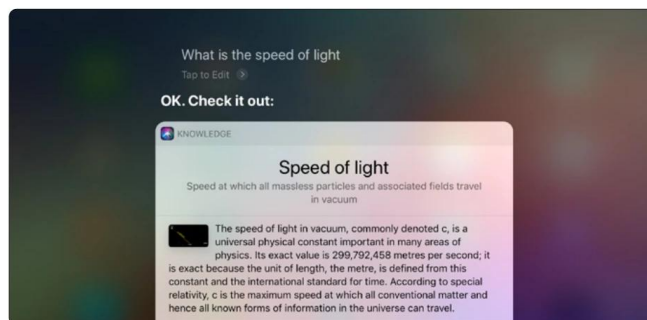 What is the speed of light
Tap to Edit
OK. Check it out:
KNOWLEDGE
Speed of light
Speed at which all massless particles and associated fields travel
in vacuum
The speed of light in vacuum, commonly denoted c, is a
universal physical constant important in many areas of
physics. Its exact value is 299,792,458 metres per second; it
is exact because the unit of length, the metre, is defined from this
constant and the international standard for time. According to special
relativity, c is the maximum speed at which all conventional matter and
hence all known forms of information in the universe can travel.